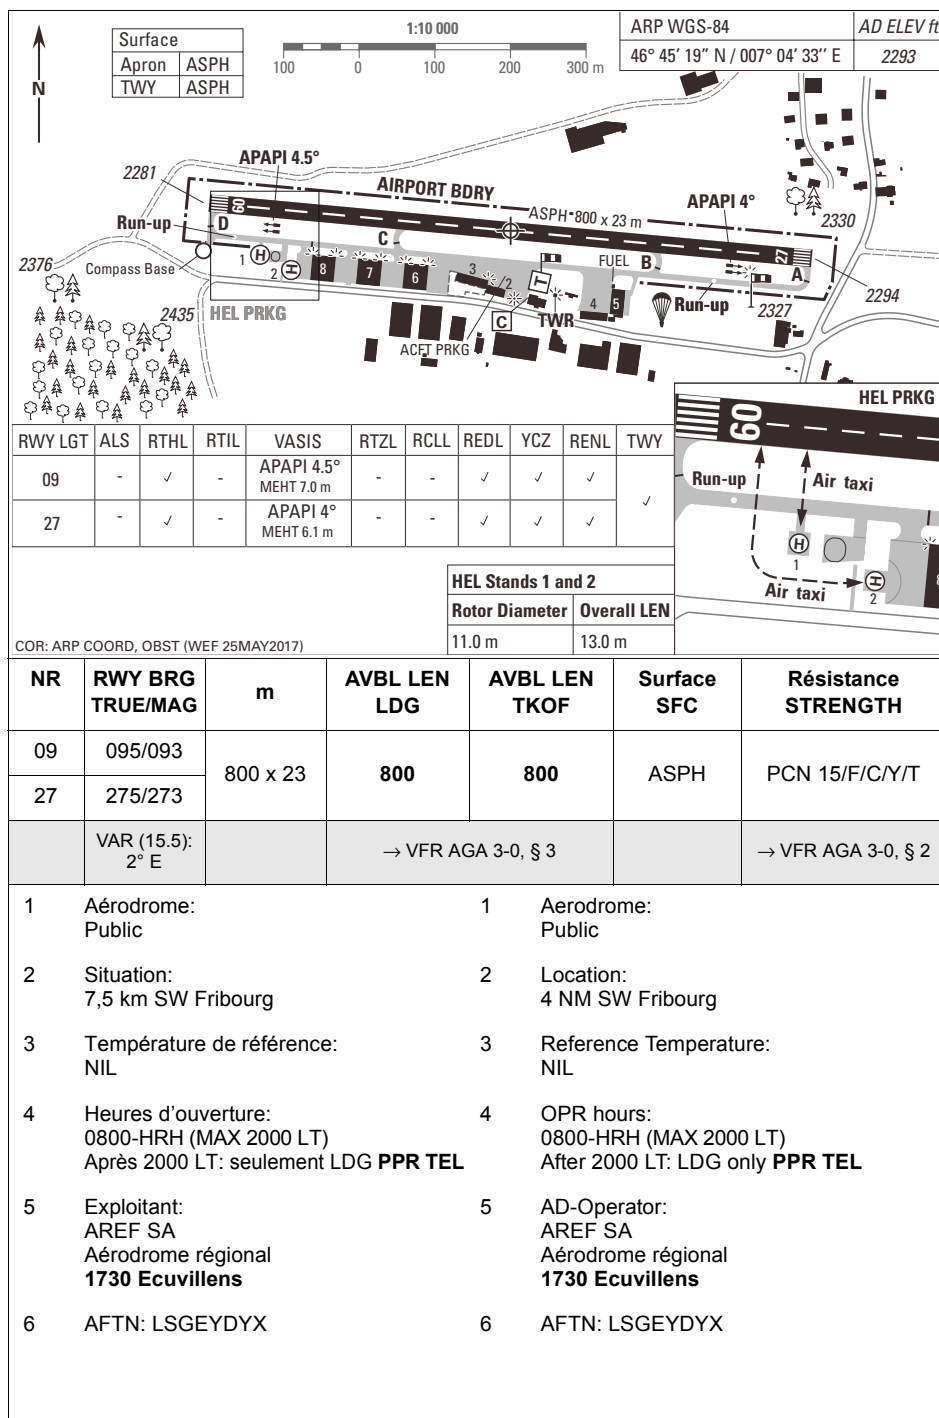 1:10 000
100 0 100 200 300 m
Surface
Apron ASPH
TWY ASPH
ARP WGS-84 AD ELEV ft
46° 45' 19" N / 007° 04' 33'' E 2293
N
2281
APAPI 4.5°
AIRPORT BDRY
ASPH 800 x 23 m
APAPI 4°
2330
Run-up
D
09
C
27
2376
Compass Base
1 H
2 H
8
7
6
3
2
T
FUEL
B
A
4
5
Run-up
2327
2294
2435
HEL PRKG
C
TWR
ACFT PRKG
HEL PRKG
09
Run-up
Air taxi
H
1
H
2
8
Air taxi
RWY LGT ALS RTHL RTIL VASIS RTZL RCLL REDL YCZ RENL TWY
09 - ✓ - APAPI 4.5° - - ✓ ✓ ✓ ✓
MEHT 7.0 m
27 - ✓ - APAPI 4° - - ✓ ✓ ✓
MEHT 6.1 m
HEL Stands 1 and 2
Rotor Diameter Overall LEN
11.0 m 13.0 m
COR: ARP COORD, OBST (WEF 25MAY2017)
NR RWY BRG TRUE/MAG m AVBL LEN LDG AVBL LEN TKOF Surface SFC Résistance STRENGTH
09 095/093 800 x 23 800 800 ASPH PCN 15/F/C/Y/T
27 275/273
VAR (15.5): 2° E → VFR AGA 3-0, § 3 → VFR AGA 3-0, § 2
1 Aérodrome:
Public
2 Situation:
7,5 km SW Fribourg
3 Température de référence:
NIL
4 Heures d’ouverture:
0800-HRH (MAX 2000 LT)
Après 2000 LT: seulement LDG PPR TEL
5 Exploitant:
AREF SA
Aérodrome régional
1730 Ecuvillens
6 AFTN: LSGEYDYX
1 Aerodrome:
Public
2 Location:
4 NM SW Fribourg
3 Reference Temperature:
NIL
4 OPR hours:
0800-HRH (MAX 2000 LT)
After 2000 LT: LDG only PPR TEL
5 AD-Operator:
AREF SA
Aérodrome régional
1730 Ecuvillens
6 AFTN: LSGEYDYX